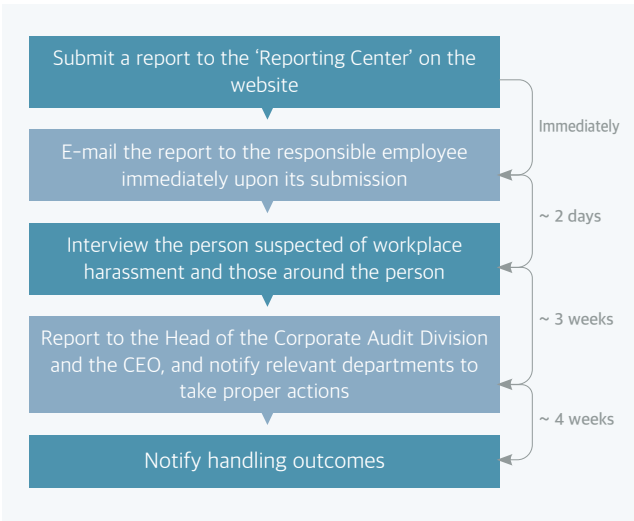 Submit a report to the ‘Reporting Center’ on the
website
Immediately
E-mail the report to the responsible employee
immediately upon its submission
~ 2 days
Interview the person suspected of workplace
harassment and those around the person
~ 3 weeks
Report to the Head of the Corporate Audit Division
and the CEO, and notify relevant departments to
take proper actions
~ 4 weeks
Notify handling outcomes